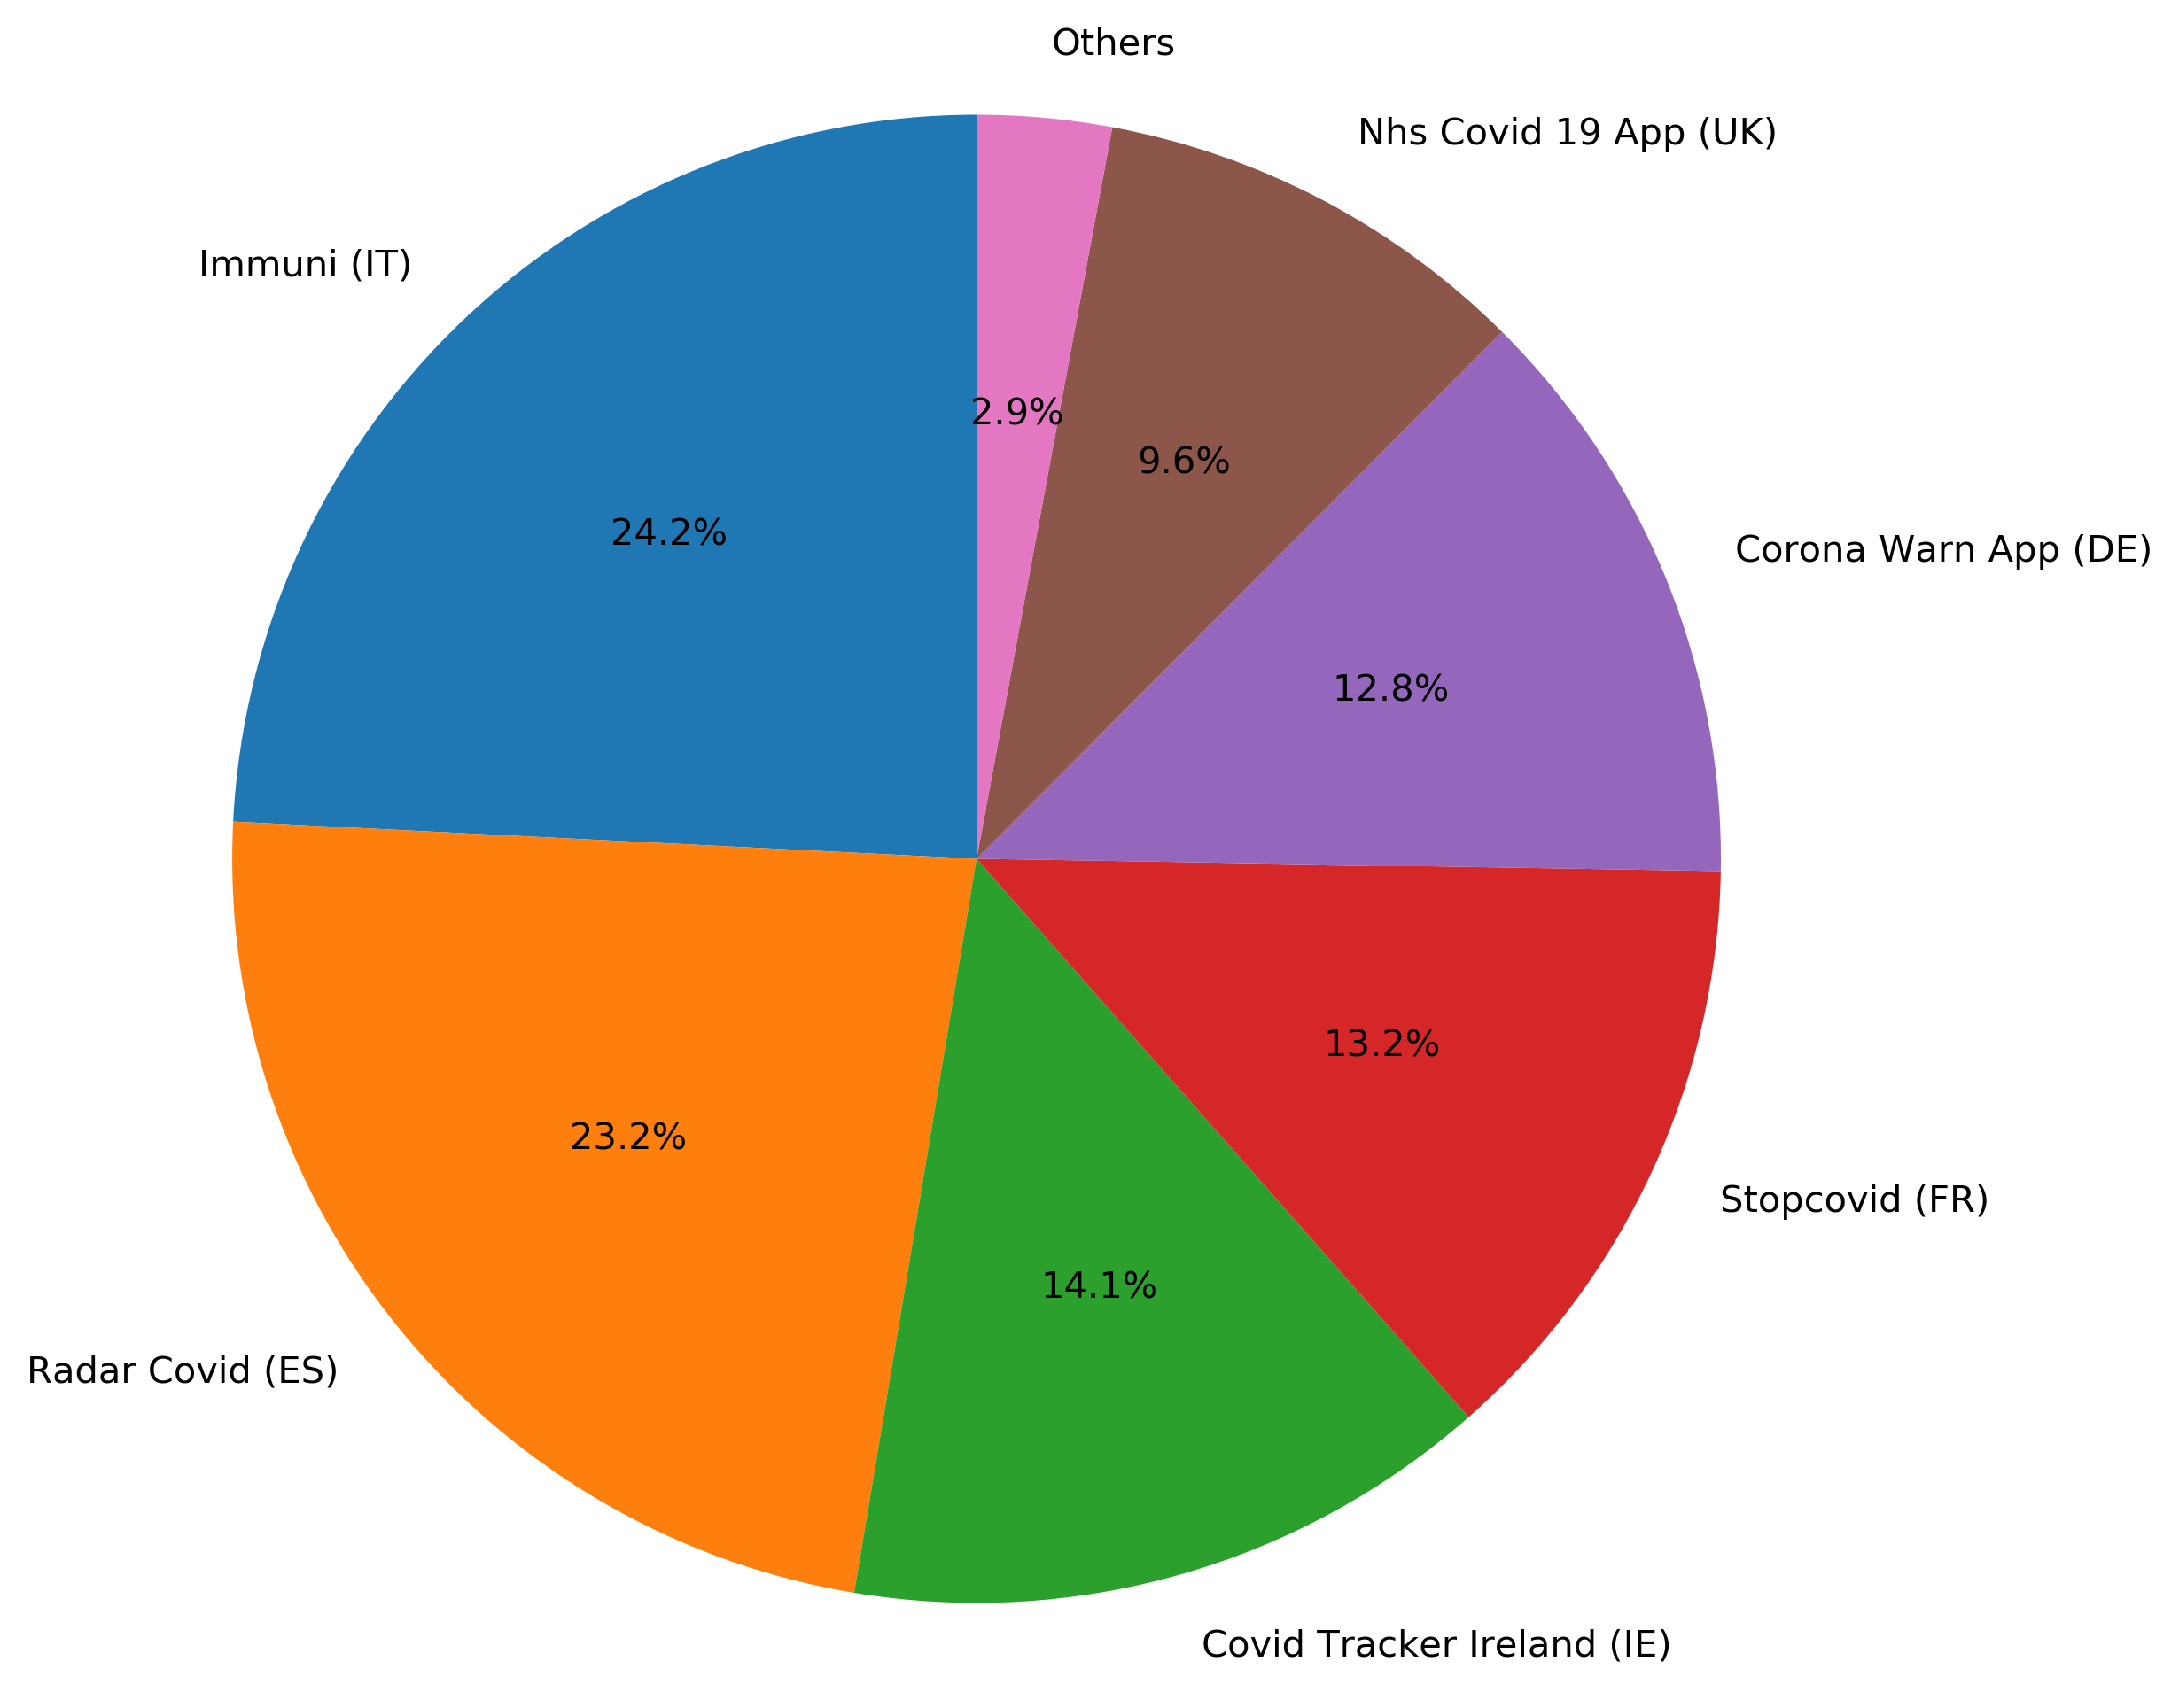 Others
Nhs Covid 19 App (UK)
Immuni (IT)
2.9%
9.6%
24.2%
Corona Warn App (DE)
12.8%
13.2%
23.2%
Stopcovid (FR)
14.1%
Radar Covid (ES)
Covid Tracker Ireland (IE)